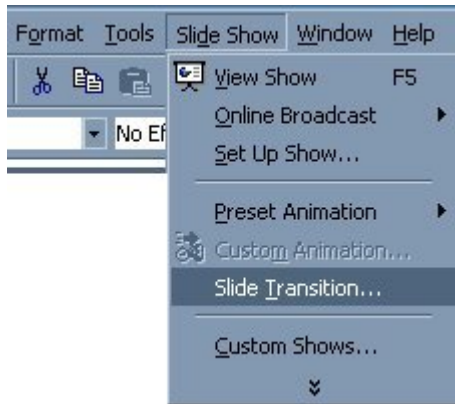 Format Tools Slide Show Window Help
View Show F5
Online Broadcast
No Ef
Set Up Show...
Preset Animation
Custom Animation...
Slide Transition...
Custom Shows...